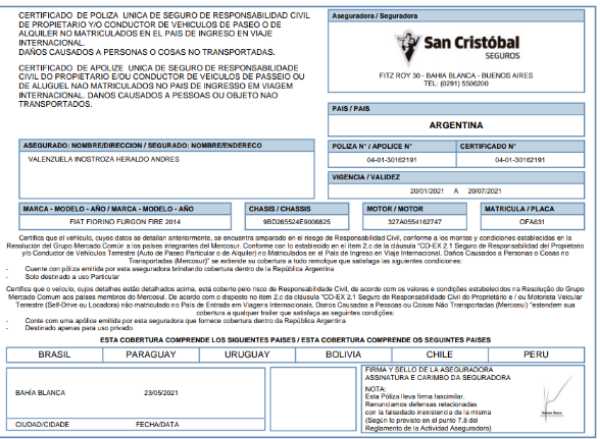 CERTIFICADO DE POLIZA UNICA DE SEGURO DE RESPONSABILIDAD CIVIL
DE PROPIETARIO Y/O CONDUCTOR DE VEHICULOS DE PASEO O DE
ALQUILER NO MATRICULADOS EN EL PAIS DE INGRESO EN VIAJE
INTERNACIONAL.
DAÑOS CAUSADOS A PERSONAS O COSAS NO TRANSPORTADAS.
CERTIFICADO DE APOLIZE UNICA DE SEGURO DE RESPONSABILIDADE
CIVIL DO PROPIETARIO E/OU CONDUCTOR DE VEICULOS DE PASSEIO OU
DE ALUGUEL NAO MATRICULADOS NO PAIS DE INGRESSO EM VIAGEM
INTERNACIONAL. DANOS CAUSADOS A PESSOAS OU OBJETO NAO
TRANSPORTADOS.
Aseguradora / Seguradora
San Cristóbal
SEGUROS
FITZ ROY 30 - BAHIA BLANCA - BUENOS AIRES
TEL: (0291) 5506200
PAIS / PAIS
ARGENTINA
ASEGURADO: NOMBRE/DIRECCION / SEGURADO: NOMBRE/ENDERECO
VALENZUELA INOSTROZA HERALDO ANDRES
POLIZA N° / APOLICE N°
CERTIFICADO N°
04-01-30162191
04-01-30162191
VIGENCIA / VALIDEZ
20/01/2021 A 20/07/2021
MARCA - MODELO - AÑO / MARCA - MODELO - AÑO
CHASIS / CHASSIS
MOTOR / MOTOR
MATRICULA / PLACA
FIAT FIORINO FURGON FIRE 2014
9BD265524E9006825
327A0554162747
OFA631
Certifica que el vehículo, cuyos datos se detallan anteriormente, se encuentra amparado en el riesgo de Responsabilidad Civil, conforme a los montos y condiciones establecidas en la
Resolución del Grupo Mercado Común a los países integrantes del Mercosul. Conforme con lo establecido en el item 2.c de la cláusula "CO-EX 2.1 Seguro de Responsabilidad del Propietario
y/o Conductor de Vehículos Terrestre (Auto de Paseo Particular o de Alquiler) no Matriculados en el País de Ingreso en Viaje Internacional. Daños Causados a Personas o Cosas no
Transportadas (Mercosur)" se extiende su cobertura a todo remolque que satisfaga las siguientes condiciones:
- Cuente con póliza emitida por esta aseguradora brindando cobertura dentro de la República Argentina
- Solo destinado a uso Particular
Certifica que o veículo, cujos detalhes estão detalhados acima, está coberto pelo risco de Responsabilidade Civil, de acordo com os valores e condições estabelecidos na Resolução do Grupo
Mercado Comum aos países membros do Mercosul. De acordo com o disposto no item 2.c da cláusula "CO-EX 2.1 Seguro de Responsabilidade Civil do Proprietário e / ou Motorista Veicular
Terrestre (Self-Drive ou Locadora) não matriculado no País de Entrada em Viagens Internacionais. Danos Causados a Pessoas ou Coisas Não Transportadas (Mercosul) "estendem sua
cobertura a qualquer trailer que satisfaça as seguintes condições:
- Conte com uma apólice emitida por esta seguradora que fornece cobertura dentro da República Argentina
- Destinado apenas para uso privado
ESTA COBERTURA COMPRENDE LOS SIGUIENTES PAISES / ESTA COBERTURA COMPRENDE OS SEGUINTES PAISES
BRASIL PARAGUAY URUGUAY BOLIVIA CHILE PERU
BAHÍA BLANCA 23/05/2021
CIUDAD/CIDADE FECHA/DATA
FIRMA Y SELLO DE LA ASEGURADORA
ASSINATURA E CARIMBO DA SEGURADORA
NOTA:
Esta Póliza lleva firma fascimilar.
Renunciamos defensas relacionadas
con la falsedado inexistencia de la misma
(Según lo previsto en el punto 7.8 del
Reglamento de la Actividad Aseguradora)